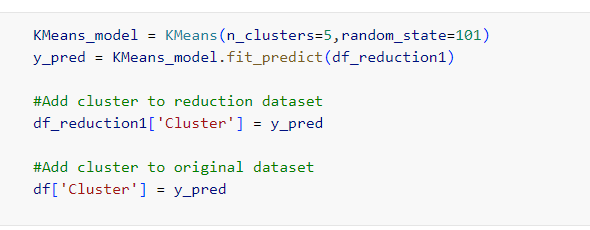 KMeans_model = KMeans(n_clusters=5,random_state=101)
y_pred = KMeans_model.fit_predict(df_reduction1)
#Add cluster to reduction dataset
df_reduction1['Cluster'] = y_pred
#Add cluster to original dataset
df['Cluster'] = y_pred